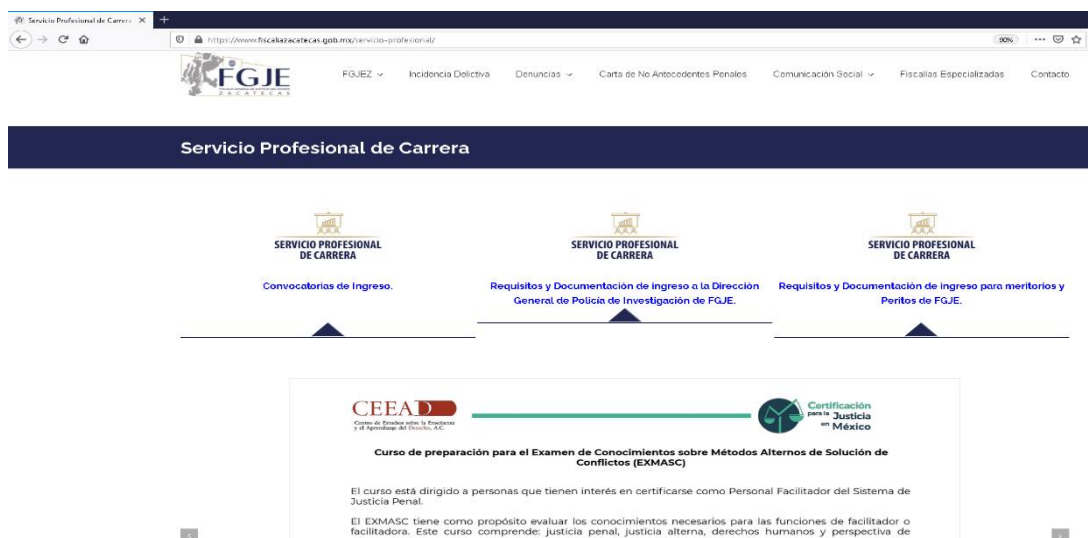 Servicio Profesional de Carrera
https://www.fiscaliazacatecas.gob.mx/servicio-profesional/
90%
FGJE
ZACATECAS
FGJEZ
Incidencia Delictiva
Denuncias
Carta de No Antecedentes Penales
Comunicación Social
Fiscalías Especializadas
Contacto
Servicio Profesional de Carrera
SERVICIO PROFESIONAL
DE CARRERA
Convocatorias de Ingreso.
SERVICIO PROFESIONAL
DE CARRERA
Requisitos y Documentación de ingreso a la Dirección
General de Policía de Investigación de FGJE.
SERVICIO PROFESIONAL
DE CARRERA
Requisitos y Documentación de ingreso para meritorios y
Peritos de FGJE.
CEEAD
Centro de Estudios sobre la Enseñanza
y el Aprendizaje del Derecho, A.C.
Certificación
para la Justicia
en México
Curso de preparación para el Examen de Conocimientos sobre Métodos Alternos de Solución de
Conflictos (EXMASC)
El curso está dirigido a personas que tienen interés en certificarse como Personal Facilitador del Sistema de
Justicia Penal.
El EXMASC tiene como propósito evaluar los conocimientos necesarios para las funciones de facilitador o
facilitadora. Este curso comprende: justicia penal, justicia alterna, derechos humanos y perspectiva de